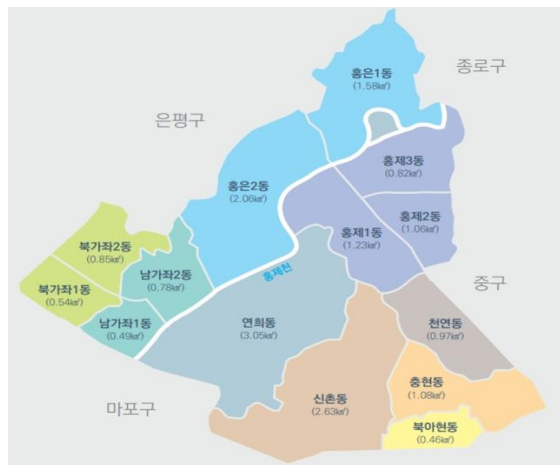 홍은1동
(1.58㎢)
종로구
은평구
홍제3동
(0.82㎢)
홍은2동
(2.06㎢)
홍제2동
(1.06㎢)
홍제1동
(1.23㎢)
북가좌2동
(0.85㎢)
남가좌2동
(0.78㎢)
홍제천
중구
북가좌1동
(0.54㎢)
남가좌1동
(0.49㎢)
연희동
(3.05㎢)
천연동
(0.97㎢)
마포구
신촌동
(2.63㎢)
충현동
(1.08㎢)
북아현동
(0.46㎢)